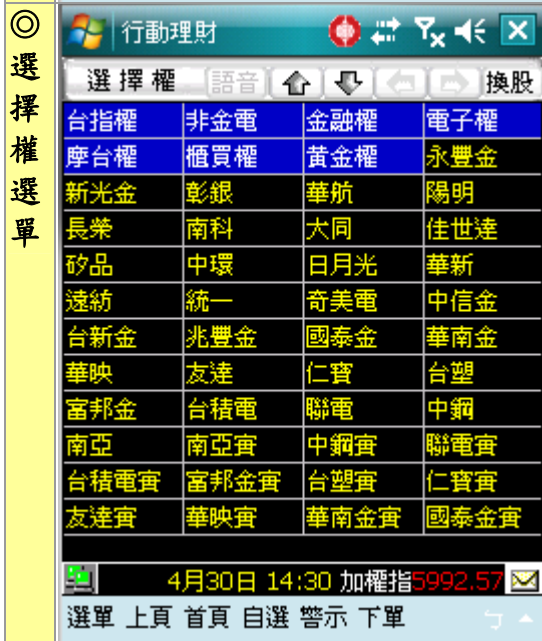 ◎選擇權選單
行動理財
選擇權 語音 換股
台指權 非金電 金融權 電子權
摩台權 櫃買權 黃金權 永豐金
新光金 彰銀 華航 陽明
長榮 南科 大同 佳世達
矽品 中環 日月光 華新
遠紡 統一 奇美電 中信金
台新金 兆豐金 國泰金 華南金
華映 友達 仁寶 台塑
富邦金 台積電 聯電 中鋼
南亞 南亞寅 中鋼寅 聯電寅
台積電寅 富邦金寅 台塑寅 仁寶寅
友達寅 華映寅 華南金寅 國泰金寅
4月30日 14:30 加權指5992.57
選單 上頁 首頁 自選 警示 下單 ㄅ